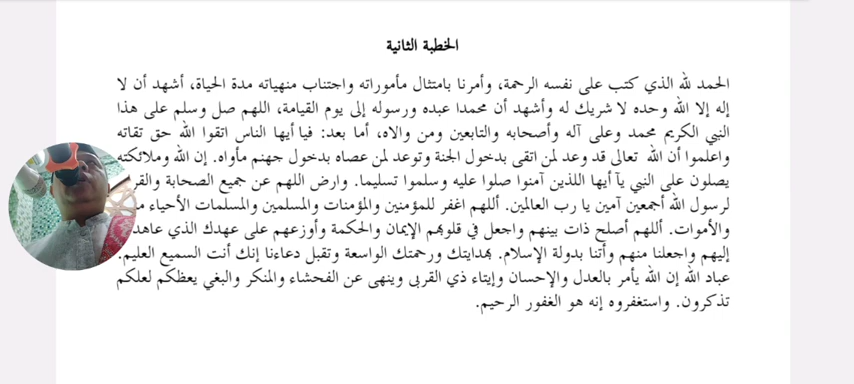 الخطبة الثانية
الحمد لله الذي كتب على نفسه الرحمة، وأمرنا بامتثال مأموراته واجتناب منهياته مدة الحياة، أشهد أن لا
إله إلا الله وحده لا شريك له وأشهد أن محمدا عبده ورسوله إلى يوم القيامة، اللهم صل وسلم على هذا
النبي الكريم محمد وعلى آله وأصحابه والتابعين ومن والاه، أما بعد: فيا أيها الناس اتقوا الله حق تقاته
واعلموا أن الله تعالى قد وعد لمن اتقى بدخول الجنة وتوعد لمن عصاه بدخول جهنم مأواه. إن الله وملائكته
يصلون على النبي يآ أيها اللذين آمنوا صلوا عليه وسلموا تسليما. وارض اللهم عن جميع الصحابة
لرسول الله أجمعين آمين يا رب العالمين. أللهم اغفر للمؤمنين والمؤمنات والمسلمين والمسلمات الأحياء
والأموات. أللهم أصلح ذات بينهم واجعل في قلوبهم الإيمان والحكمة وأوزعهم على عهدك الذي
إليهم واجعلنا منهم وأتنا بدولة الإسلام. بهدايتك ورحمتك الواسعة وتقبل دعاءنا إنك أنت السميع العليم.
عباد الله إن الله يأمر بالعدل والإحسان وإيتاء ذي القربى وينهى عن الفحشاء والمنكر والبغي يعظكم لعلكم
تذكرون. واستغفروه إنه هو الغفور الرحيم.